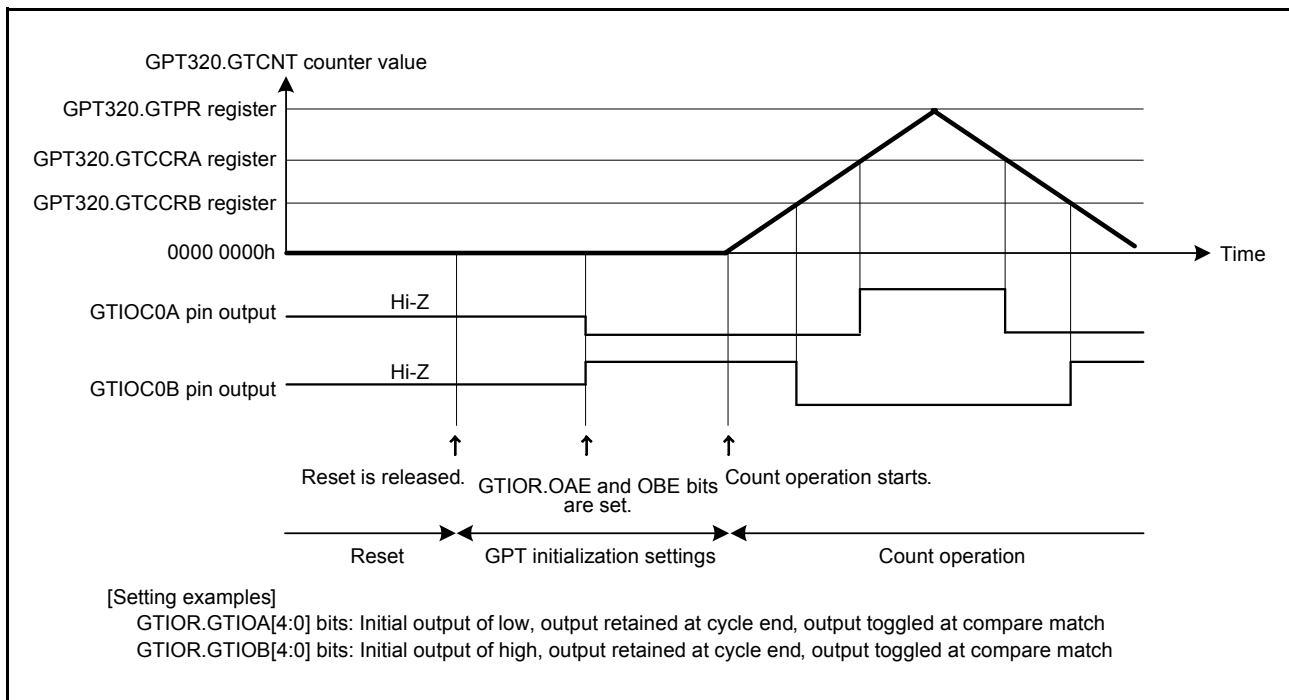 GPT320.GTCNT counter value
GPT320.GTPR register
GPT320.GTCCRA register
GPT320.GTCCRB register
0000 0000h
Time
GTIOC0A pin output
Hi-Z
GTIOC0B pin output
Hi-Z
Reset is released.
GTIOR.OAE and OBE bits
are set.
Count operation starts.
Reset
GPT initialization settings
Count operation
[Setting examples]
GTIOR.GTIOA[4:0] bits: Initial output of low, output retained at cycle end, output toggled at compare match
GTIOR.GTIOB[4:0] bits: Initial output of high, output retained at cycle end, output toggled at compare match